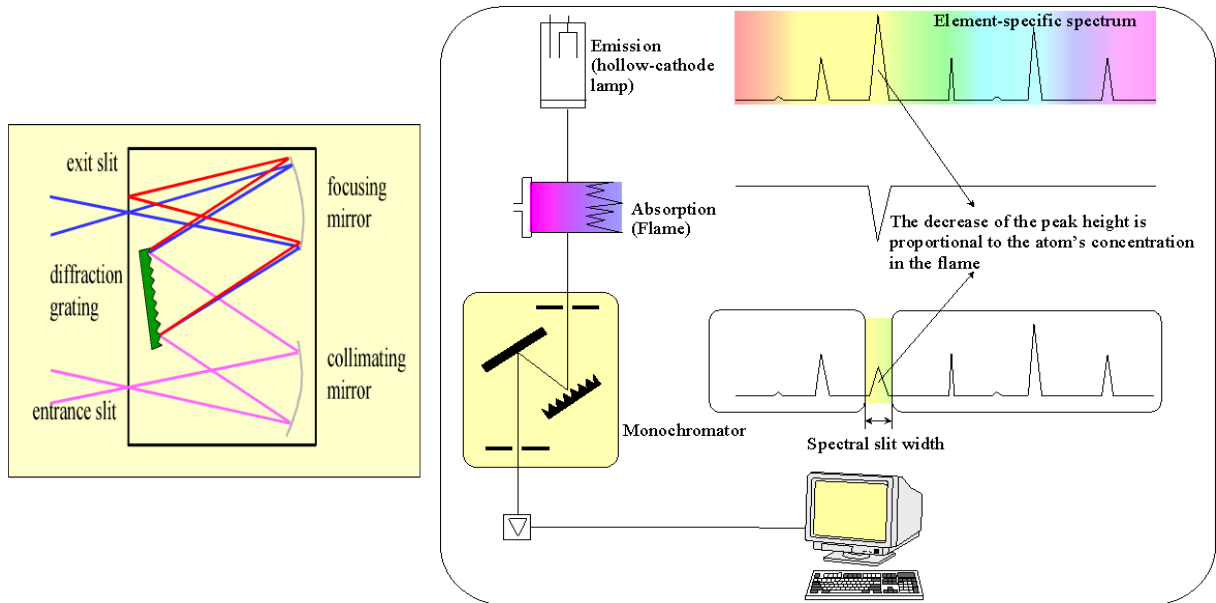 exit slit
focusing
mirror
diffraction
grating
collimating
mirror
entrance slit
Emission
(hollow-cathode
lamp)
Element-specific spectrum
Absorption
(Flame)
The decrease of the peak height is
proportional to the atom's concentration
in the flame
Monochromator
Spectral slit width